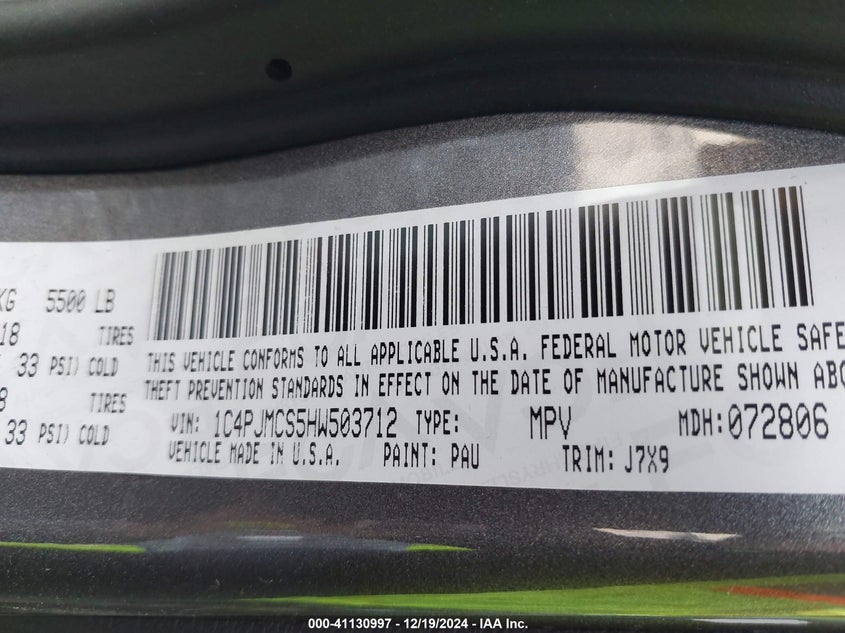 KG 5500 LB
18 TIRES
33 PSI) COLD
8 TIRES
33 PSI) COLD
THIS VEHICLE CONFORMS TO ALL APPLICABLE U.S.A. FEDERAL MOTOR VEHICLE SAFE
THEFT PREVENTION STANDARDS IN EFFECT ON THE DATE OF MANUFACTURE SHOWN ABO
VIN: 1C4PJMCS5HW503712 TYPE: MPV MDH:072806
VEHICLE MADE IN U.S.A. PAINT: PAU TRIM: J7X9
000-41130997 - 12/19/2024 - IAA Inc.